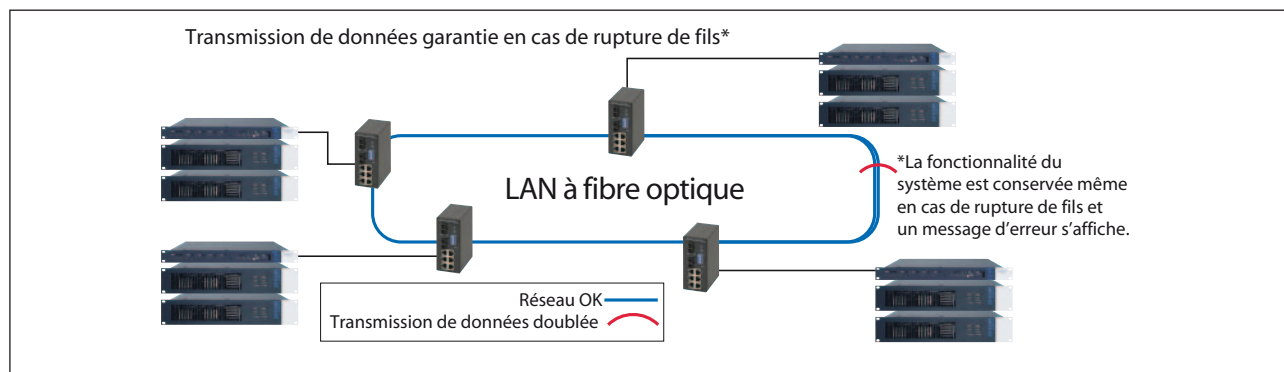 Transmission de données garantie en cas de rupture de fils*
LAN à fibre optique
*La fonctionnalité du
système est conservée même
en cas de rupture de fils et
un message d’erreur s’affiche.
Réseau OK
Transmission de données doublée